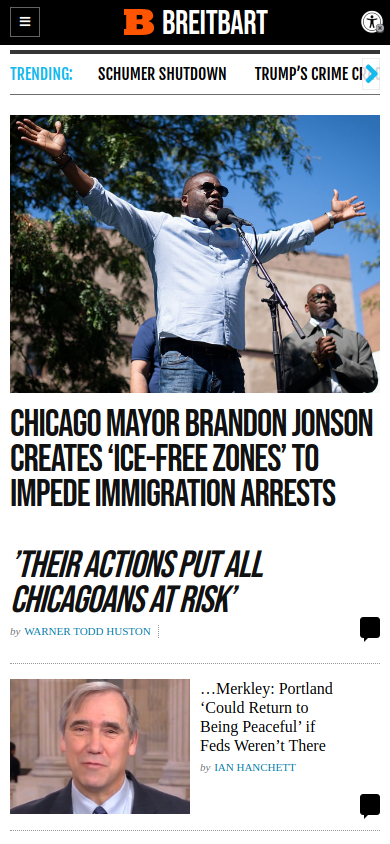 BREITBART
TRENDING:
SCHUMER SHUTDOWN
TRUMP’S CRIME
CHICAGO MAYOR BRANDON JONSON
CREATES ‘ICE-FREE ZONES’ TO
IMPEDE IMMIGRATION ARRESTS
’THEIR ACTIONS PUT ALL
CHICAGOANS AT RISK’
by WARNER TODD HUSTON
…Merkley: Portland
‘Could Return to
Being Peaceful’ if
Feds Weren’t There
by IAN HANCHETT